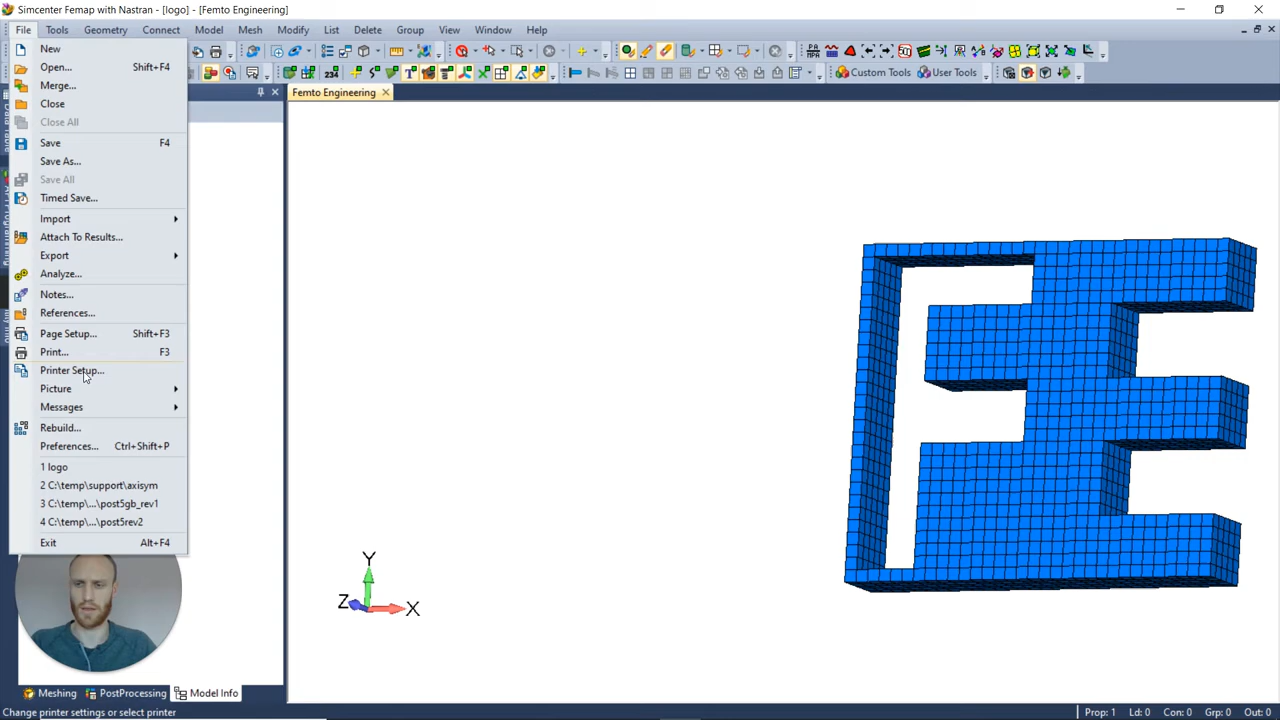 Simcenter Femap with Nastran - [logo] - [Femto Engineering]
File Tools Geometry Connect Model Mesh Modify List Delete Group View Window Help
234
Custom Tools User Tools
New
Open... Shift+F4
Merge...
Close
Close All
Save F4
Save As...
Save All
Timed Save...
Import
Attach To Results...
Export
Analyze...
Notes...
References...
Page Setup... Shift+F3
Print... F3
Printer Setup...
Picture
Messages
Rebuild...
Preferences... Ctrl+Shift+P
1 logo
2 C:\temp\support\axisym
3 C:\temp\...\post5gb_rev1
4 C:\temp\...\post5rev2
Exit Alt+F4
Femto Engineering
Y
Z
X
Meshing PostProcessing Model Info
Change printer settings or select printer
Prop: 1 Ld: 0 Con: 0 Grp: 0 Out: 0